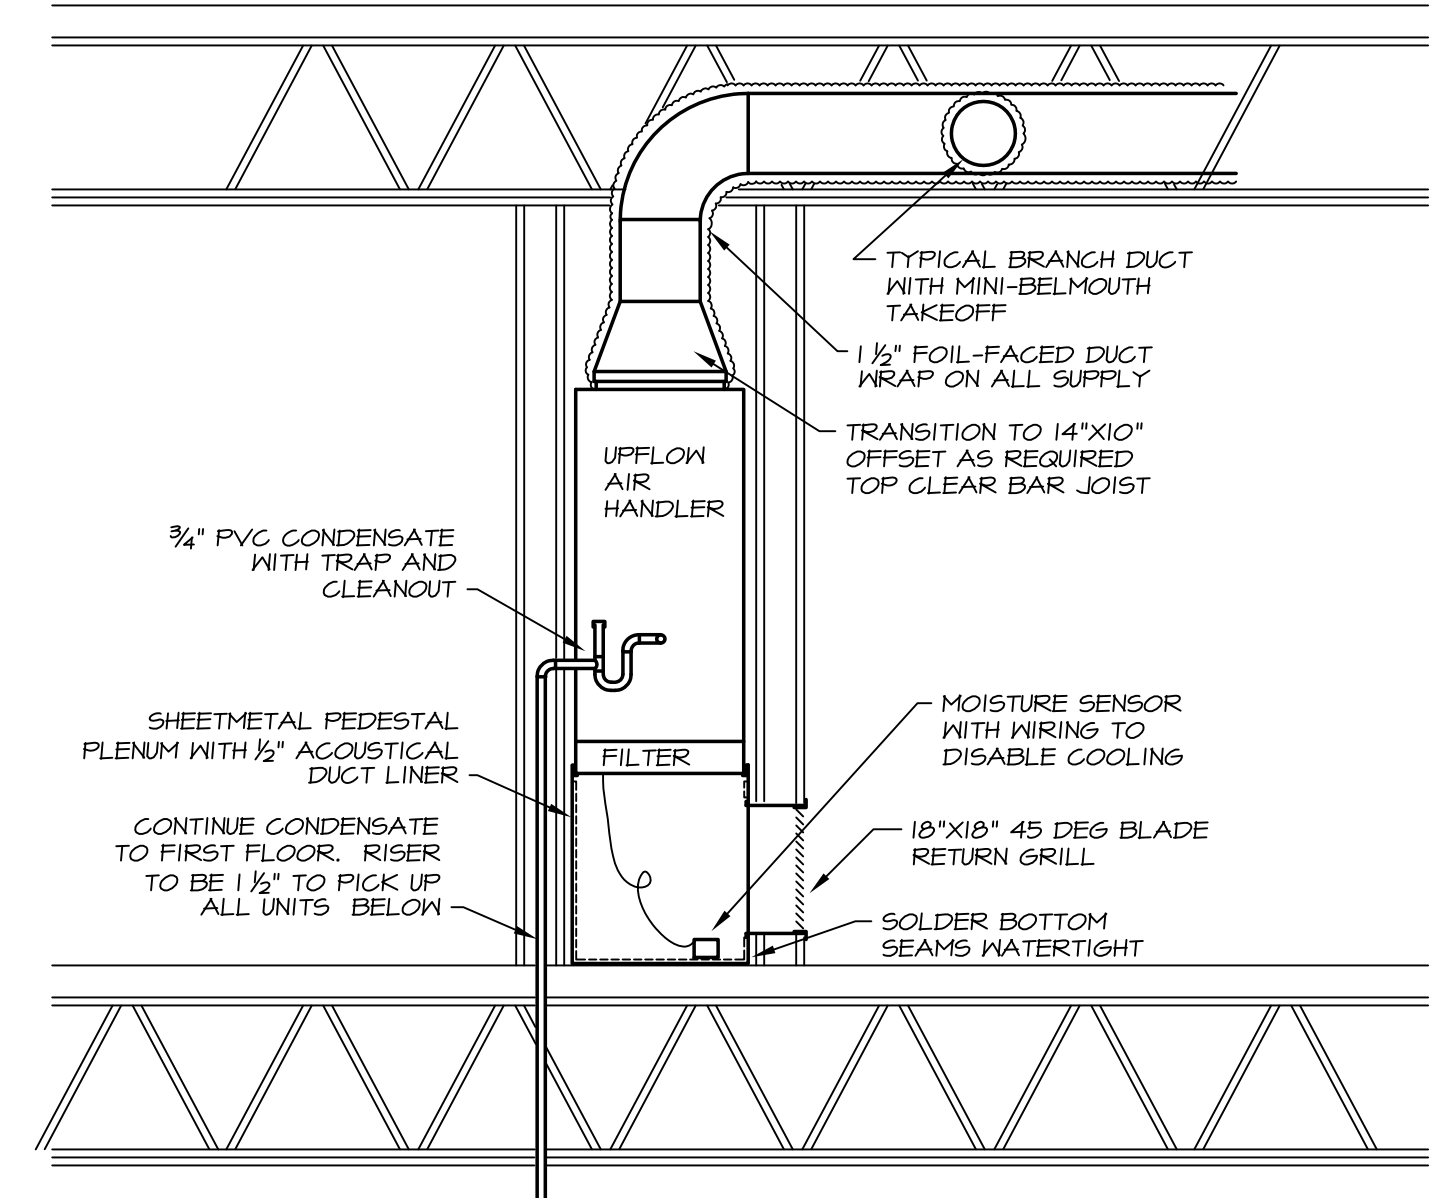 TYPICAL BRANCH DUCT
WITH MINI-BELMOUTH
TAKEOFF
1 ½" FOIL-FACED DUCT
WRAP ON ALL SUPPLY
TRANSITION TO 14"X10"
OFFSET AS REQUIRED
TOP CLEAR BAR JOIST
UPFLOW
AIR
HANDLER
¾" PVC CONDENSATE
WITH TRAP AND
CLEANOUT
SHEETMETAL PEDESTAL
PLENUM WITH ½" ACOUSTICAL
DUCT LINER
FILTER
MOISTURE SENSOR
WITH WIRING TO
DISABLE COOLING
CONTINUE CONDENSATE
TO FIRST FLOOR. RISER
TO BE 1 ½" TO PICK UP
ALL UNITS BELOW
18"X18" 45 DEG BLADE
RETURN GRILL
SOLDER BOTTOM
SEAMS WATERTIGHT